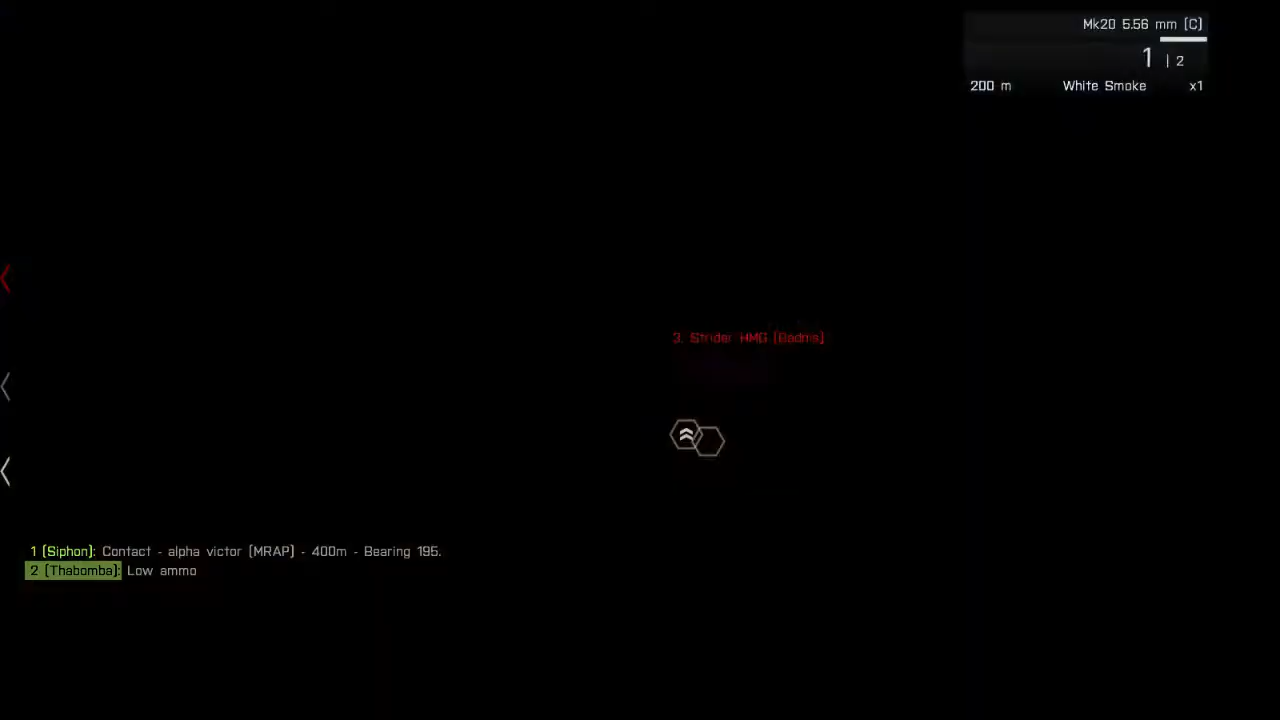 Mk20 5.56 mm (C)
1 | 2
200 m White Smoke x1
3. Strider HMG
1 (Siphon): Contact - alpha victor (MRAP) - 400m - Bearing 195.
2 (Thabomba): Low ammo